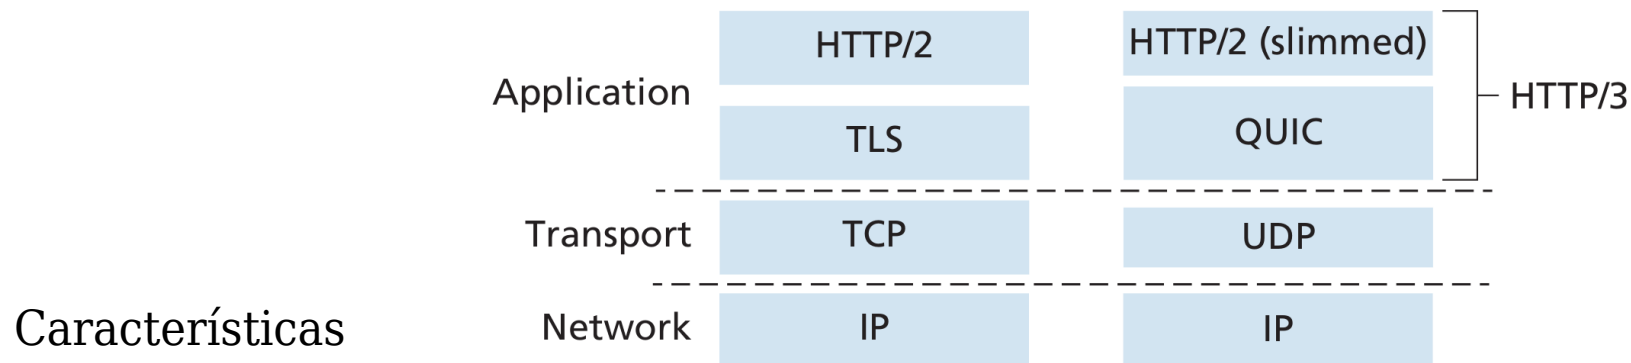 HTTP/2
HTTP/2 (slimmed)
Application
HTTP/3
TLS
QUIC
Transport
TCP
UDP
Características
Network
IP
IP